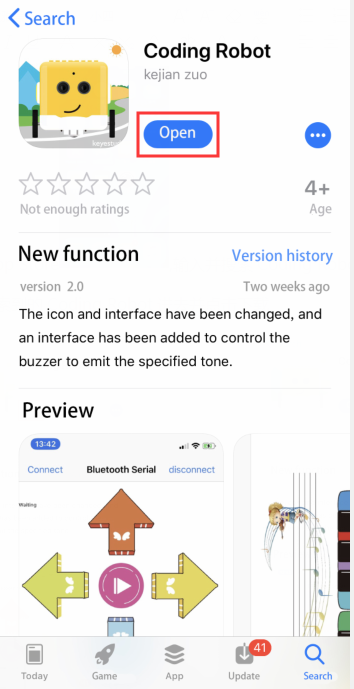 Search
Coding Robot
kejian zuo
keyestu
Open
Not enough ratings
4+
Age
New function
Version history
version 2.0
Two weeks ago
The icon and interface have been changed, and
an interface has been added to control the
buzzer to emit the specified tone.
Preview
13:42
Connect
Bluetooth Serial
disconnect
Waiting
41
Today
Game
App
Update
Search